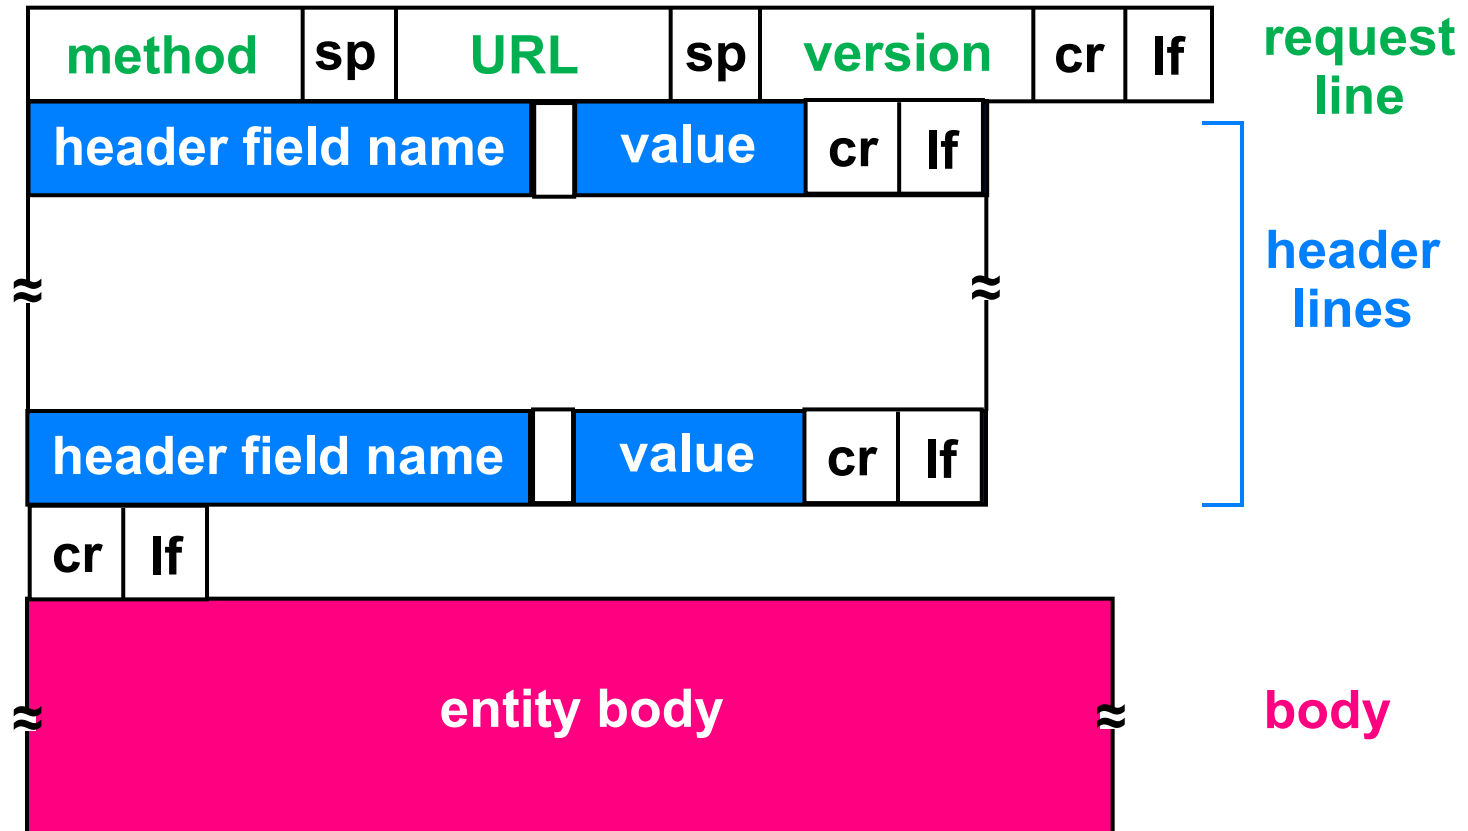 method sp URL sp version cr lf
request
line
header field name value cr lf
header
lines
header field name value cr lf
cr lf
entity body
body